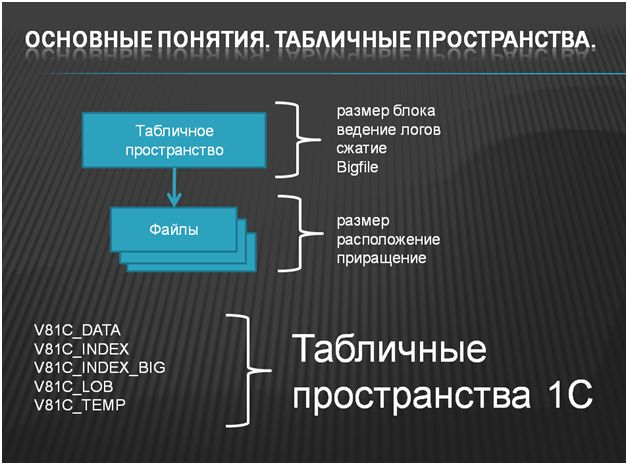 ОСНОВНЫЕ ПОНЯТИЯ. ТАБЛИЧНЫЕ ПРОСТРАНСТВА.
Табличное
пространство
размер блока
ведение логов
сжатие
Bigfile
Файлы
размер
расположение
приращение
V81C_DATA
V81C_INDEX
V81C_INDEX_BIG
V81C_LOB
V81C_TEMP
Табличные
пространства 1С